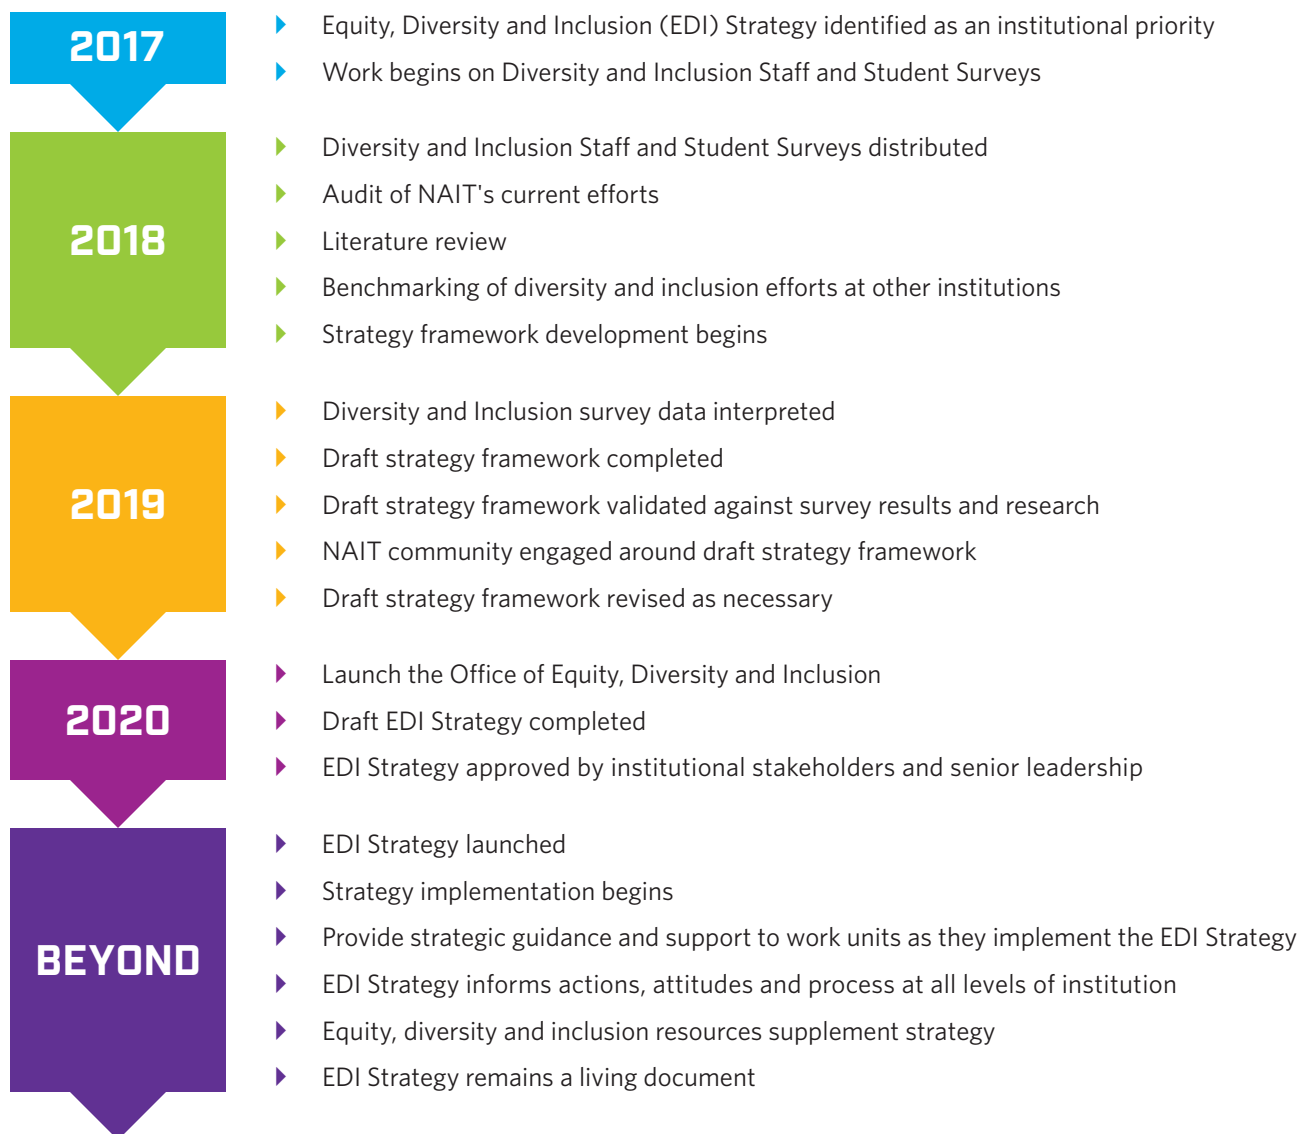 2017
Equity, Diversity and Inclusion (EDI) Strategy identified as an institutional priority
Work begins on Diversity and Inclusion Staff and Student Surveys
2018
Diversity and Inclusion Staff and Student Surveys distributed
Audit of NAIT's current efforts
Literature review
Benchmarking of diversity and inclusion efforts at other institutions
Strategy framework development begins
2019
Diversity and Inclusion survey data interpreted
Draft strategy framework completed
Draft strategy framework validated against survey results and research
NAIT community engaged around draft strategy framework
Draft strategy framework revised as necessary
2020
Launch the Office of Equity, Diversity and Inclusion
Draft EDI Strategy completed
EDI Strategy approved by institutional stakeholders and senior leadership
BEYOND
EDI Strategy launched
Strategy implementation begins
Provide strategic guidance and support to work units as they implement the EDI Strategy
EDI Strategy informs actions, attitudes and process at all levels of institution
Equity, diversity and inclusion resources supplement strategy
EDI Strategy remains a living document